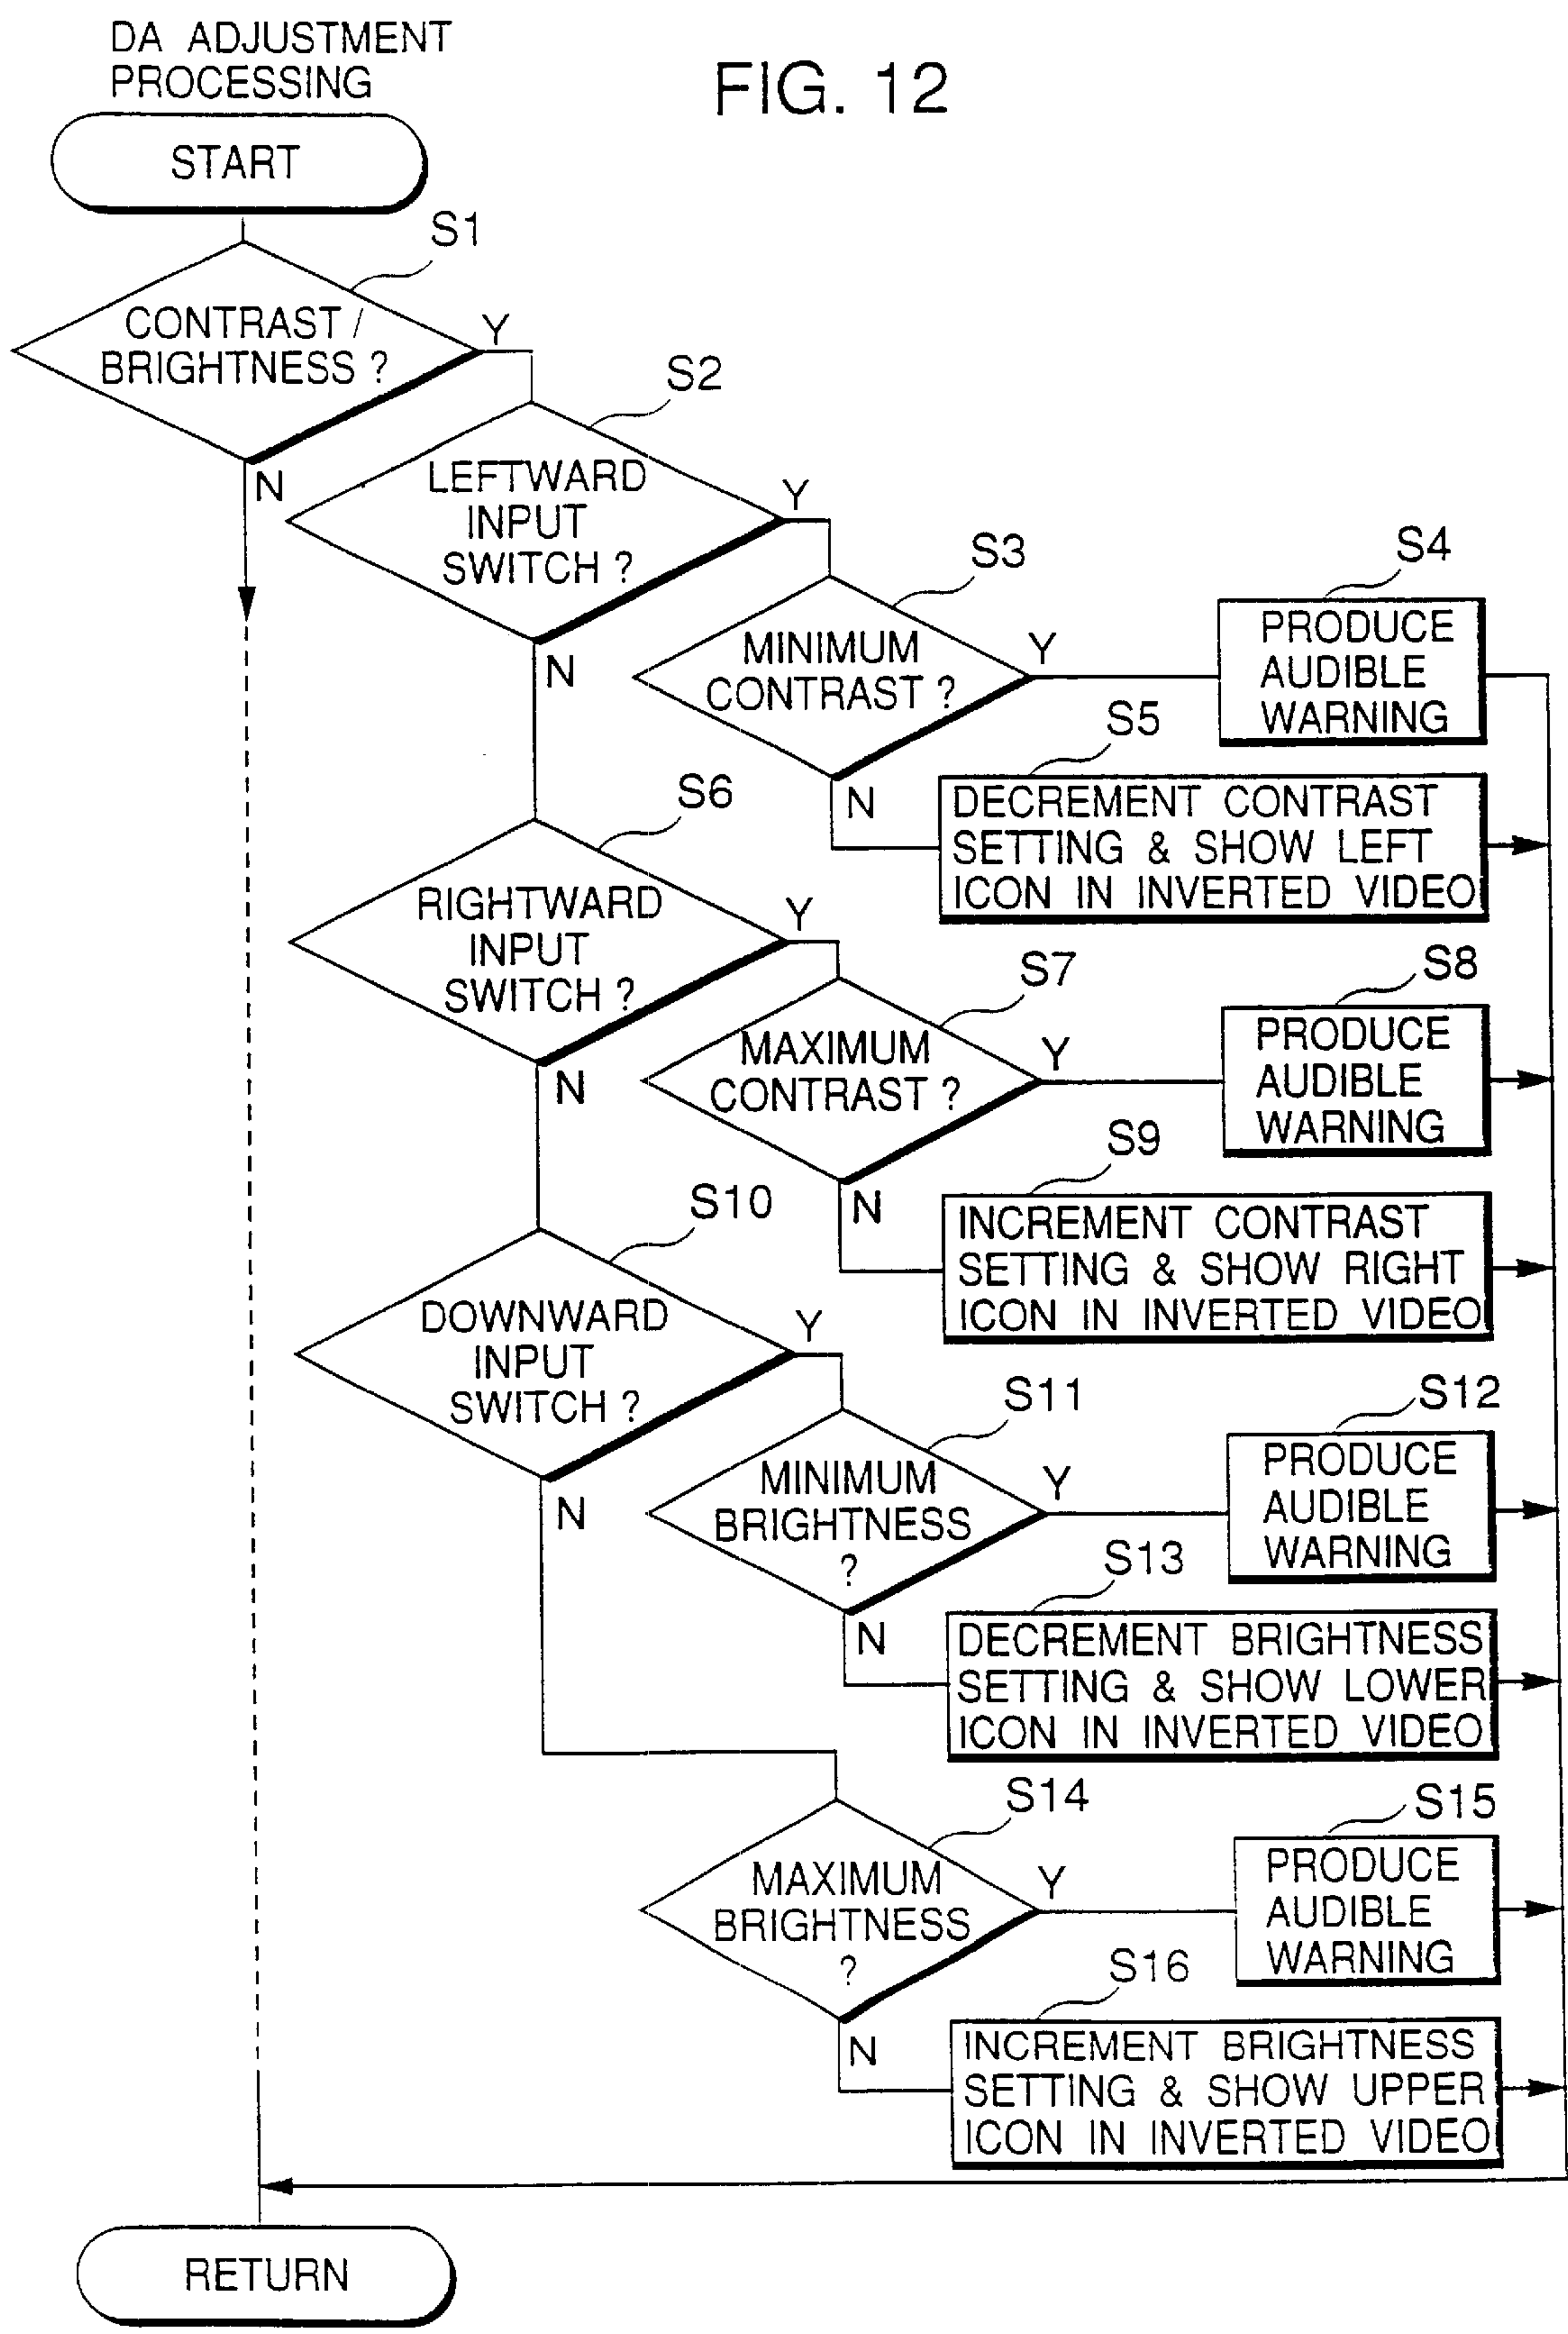 DA ADJUSTMENT
PROCESSING
FIG. 12
START
S1
CONTRAST /
BRIGHTNESS ?
Y
N
S2
LEFTWARD
INPUT
SWITCH ?
Y
N
S3
MINIMUM
CONTRAST ?
Y
N
S4
PRODUCE
AUDIBLE
WARNING
S5
DECREMENT CONTRAST
SETTING & SHOW LEFT
ICON IN INVERTED VIDEO
S6
RIGHTWARD
INPUT
SWITCH ?
Y
N
S7
MAXIMUM
CONTRAST ?
Y
N
S8
PRODUCE
AUDIBLE
WARNING
S9
INCREMENT CONTRAST
SETTING & SHOW RIGHT
ICON IN INVERTED VIDEO
S10
DOWNWARD
INPUT
SWITCH ?
Y
N
S11
MINIMUM
BRIGHTNESS
?
Y
N
S12
PRODUCE
AUDIBLE
WARNING
S13
DECREMENT BRIGHTNESS
SETTING & SHOW LOWER
ICON IN INVERTED VIDEO
S14
MAXIMUM
BRIGHTNESS
?
Y
N
S15
PRODUCE
AUDIBLE
WARNING
S16
INCREMENT BRIGHTNESS
SETTING & SHOW UPPER
ICON IN INVERTED VIDEO
RETURN